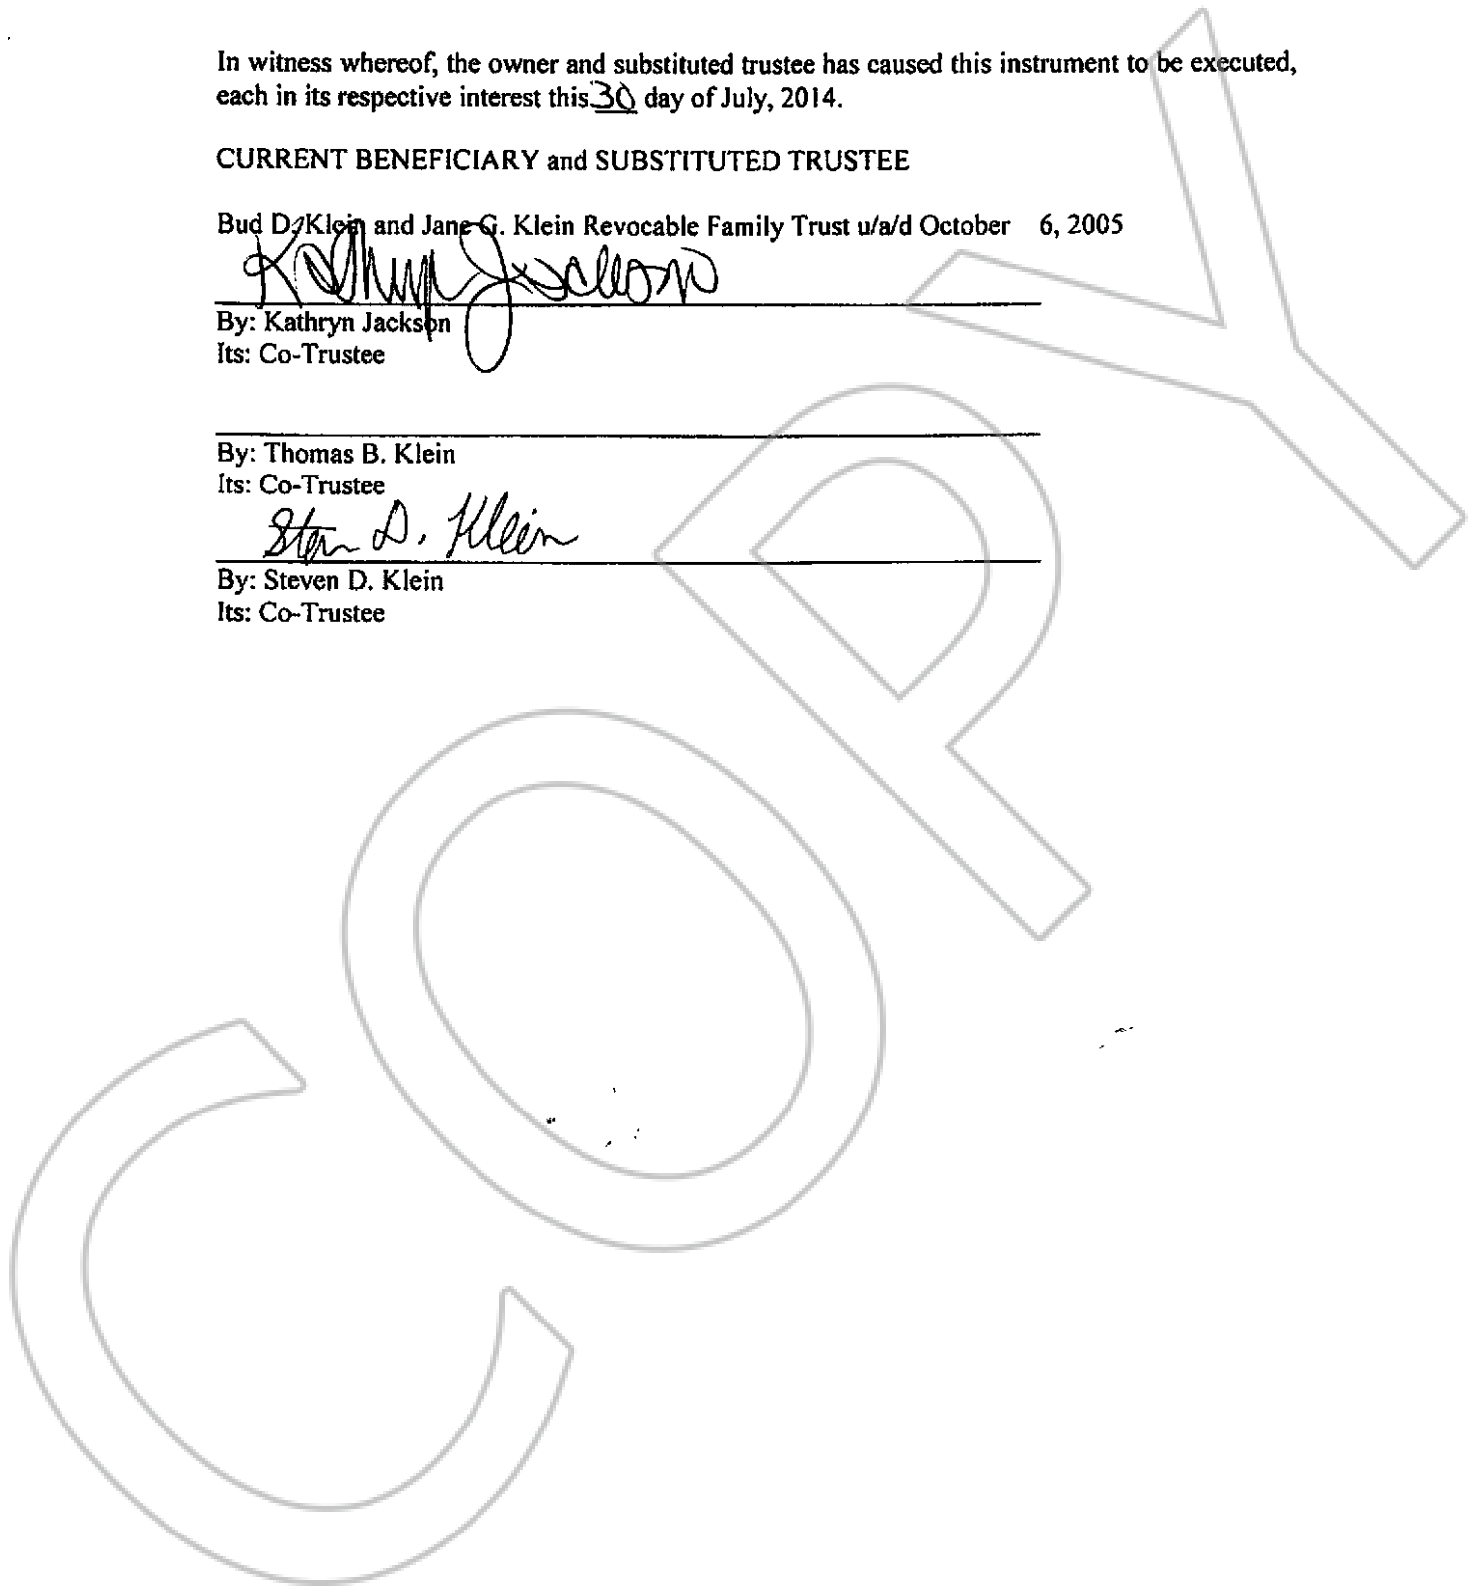 In witness whereof, the owner and substituted trustee has caused this instrument to be executed,
each in its respective interest this 30 day of July, 2014.
CURRENT BENEFICIARY and SUBSTITUTED TRUSTEE
Bud D. Klein and Jane G. Klein Revocable Family Trust u/a/d October 6, 2005
Kathryn Jackson
By: Kathryn Jackson
Its: Co-Trustee
By: Thomas B. Klein
Its: Co-Trustee
Steven D. Klein
By: Steven D. Klein
Its: Co-Trustee
COPY